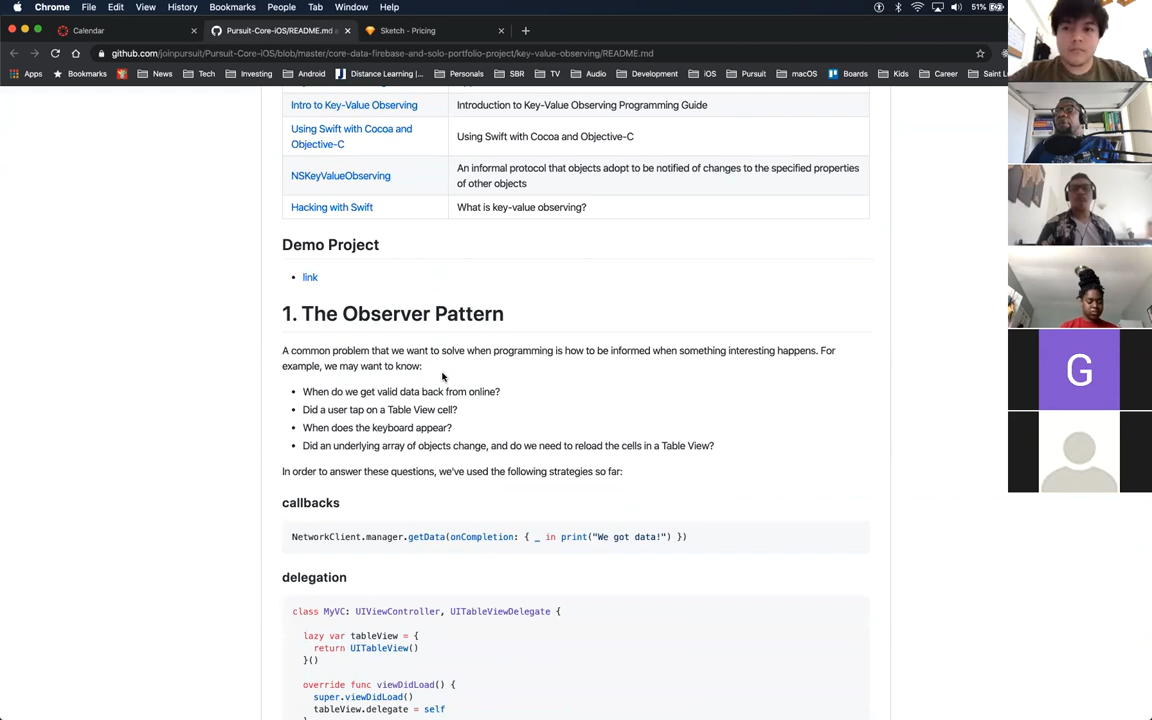 Chrome File Edit View History Bookmarks People Tab Window Help 51%
Calendar Pursuit-Core-iOS/README.md Sketch - Pricing
github.com/joinpursuit/Pursuit-Core-iOS/blob/master/core-data-firebase-and-solo-portfolio-project/key-value-observing/README.md
Apps Bookmarks News Tech Investing Android Distance Learning |... Personals SBR TV Audio Development iOS Pursuit macOS Boards Kids Career Saint L
Intro to Key-Value Observing Introduction to Key-Value Observing Programming Guide
Using Swift with Cocoa and
Objective-C
Using Swift with Cocoa and Objective-C
NSKeyValueObserving
An informal protocol that objects adopt to be notified of changes to the specified properties
of other objects
Hacking with Swift What is key-value observing?
Demo Project
• link
1. The Observer Pattern
A common problem that we want to solve when programming is how to be informed when something interesting happens. For
example, we may want to know:
• When do we get valid data back from online?
• Did a user tap on a Table View cell?
• When does the keyboard appear?
• Did an underlying array of objects change, and do we need to reload the cells in a Table View?
In order to answer these questions, we've used the following strategies so far:
callbacks
NetworkClient.manager.getData(onCompletion: { _ in print("We got data!") })
delegation
class MyVC: UIViewController, UITableViewDelegate {
lazy var tableView = {
return UITableView()
}()
override func viewDidLoad() {
super.viewDidLoad()
tableView.delegate = self
G